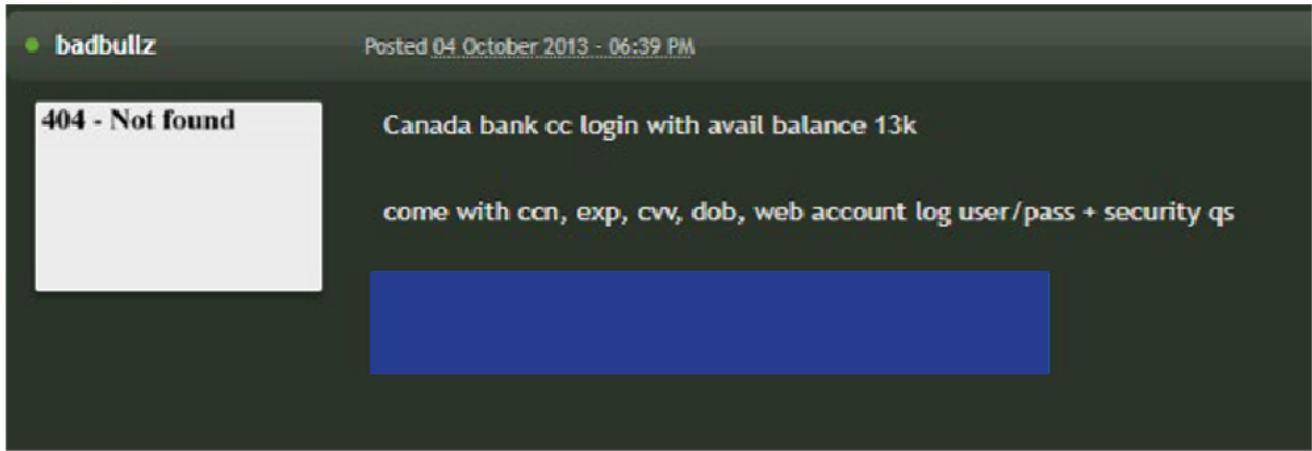 badbullz
Posted 04 October 2013 - 06:39 PM
404 - Not found
Canada bank cc login with avail balance 13k
come with ccn, exp, cvv, dob, web account log user/pass + security qs